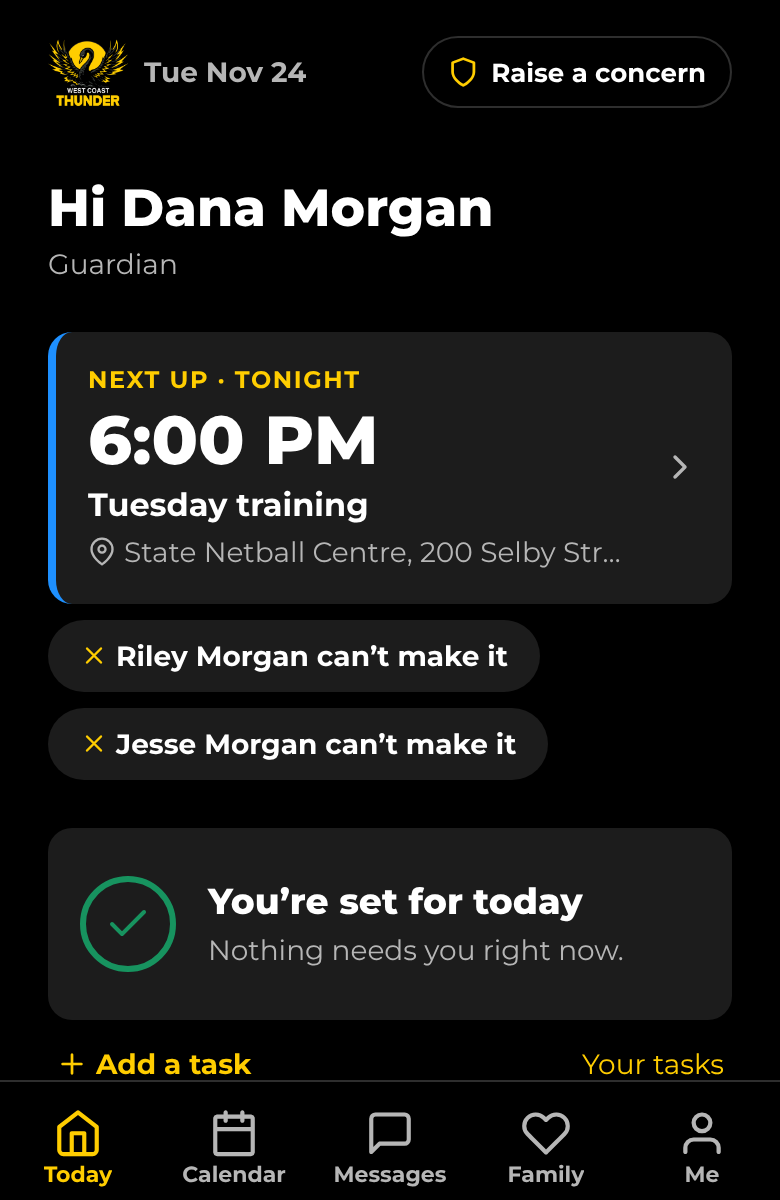 WEST COAST
THUNDER
Tue Nov 24
Raise a concern
Hi Dana Morgan
Guardian
NEXT UP · TONIGHT
6:00 PM
Tuesday training
State Netball Centre, 200 Selby Str...
Riley Morgan can’t make it
Jesse Morgan can’t make it
You’re set for today
Nothing needs you right now.
+ Add a task
Your tasks
Today
Calendar
Messages
Family
Me